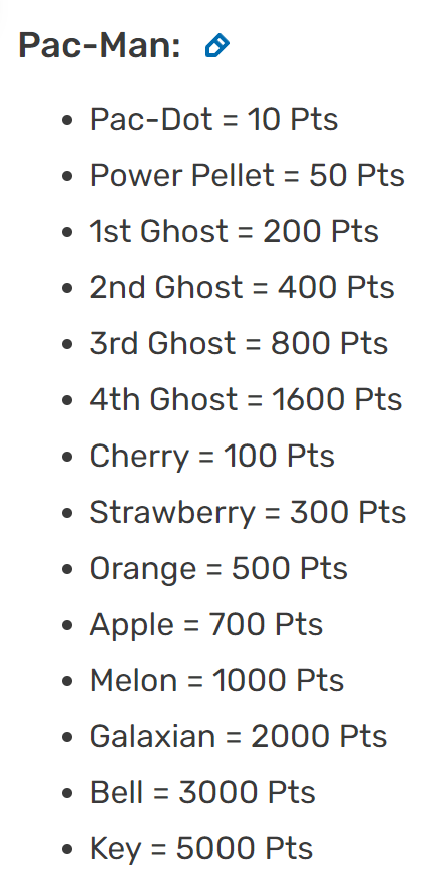 Pac-Man:
Pac-Dot = 10 Pts
Power Pellet = 50 Pts
1st Ghost = 200 Pts
2nd Ghost = 400 Pts
3rd Ghost = 800 Pts
4th Ghost = 1600 Pts
Cherry = 100 Pts
Strawberry = 300 Pts
Orange = 500 Pts
Apple = 700 Pts
Melon = 1000 Pts
Galaxian = 2000 Pts
Bell = 3000 Pts
Key = 5000 Pts